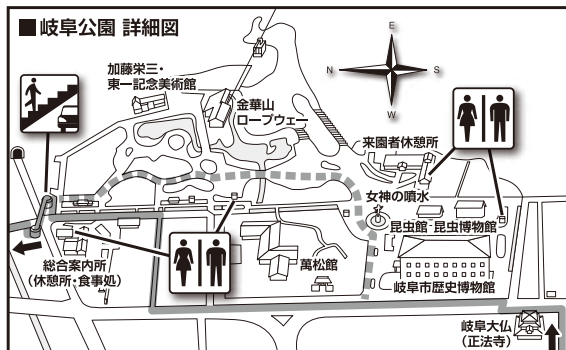 ■岐阜公園 詳細図
加藤栄三・
東一記念美術館
金華山
ロープウェー
E
N
S
W
来園者休憩所
女神の噴水
昆虫館・昆虫博物館
総合案内所
(休憩所・食事処)
萬松館
岐阜市歴史博物館
岐阜大仏
(正法寺)